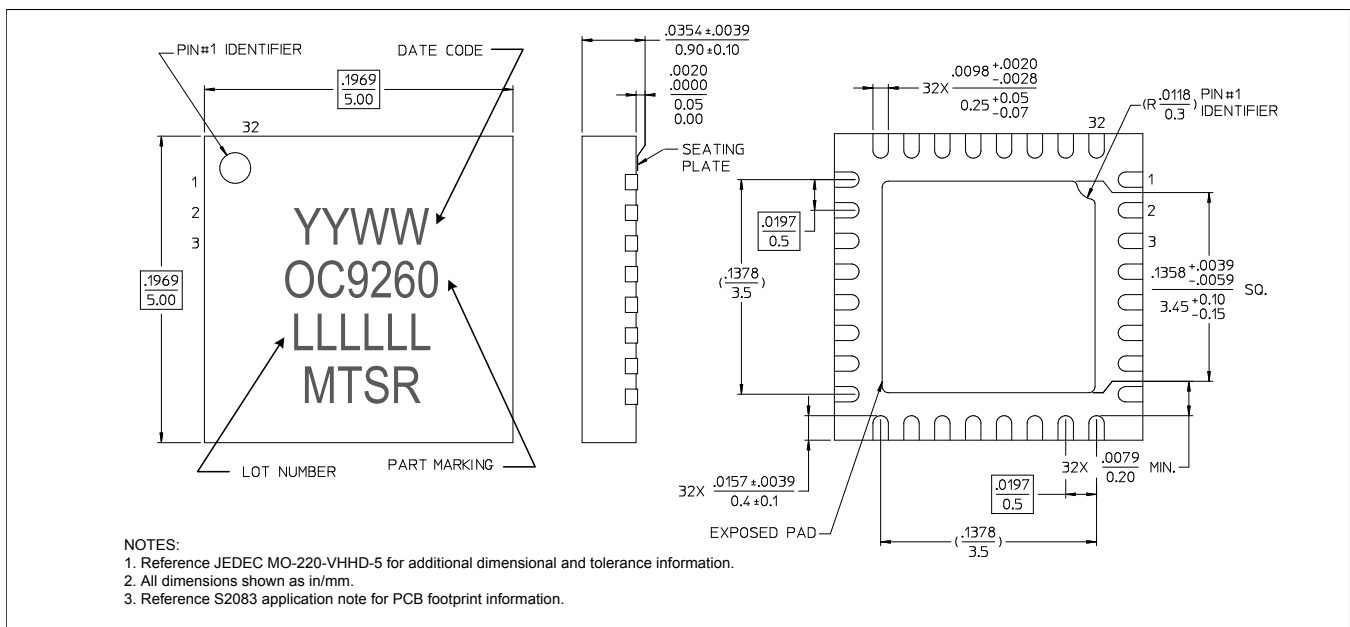 PIN#1 IDENTIFIER
DATE CODE
.1969
5.00
32
1
2
3
.1969
5.00
YYWW
OC9260
LLLLLL
MTSR
LOT NUMBER
PART MARKING
.0354 ±.0039
0.90 ±0.10
.0020
.0000
0.05
0.00
SEATING
PLATE
32X .0098 +.0020
-.0028
0.25 +0.05
-0.07
(R .0118
0.3 )
PIN#1
IDENTIFIER
32
1
2
3
.0197
0.5
(.1378
3.5 )
.1358 +.0039
-.0059
3.45 +0.10
-0.15
SQ.
32X .0157 ±.0039
0.4 ±0.1
32X .0079
0.20
MIN.
.0197
0.5
EXPOSED PAD
(.1378
3.5 )
NOTES:
1. Reference JEDEC MO-220-VHHD-5 for additional dimensional and tolerance information.
2. All dimensions shown as in/mm.
3. Reference S2083 application note for PCB footprint information.